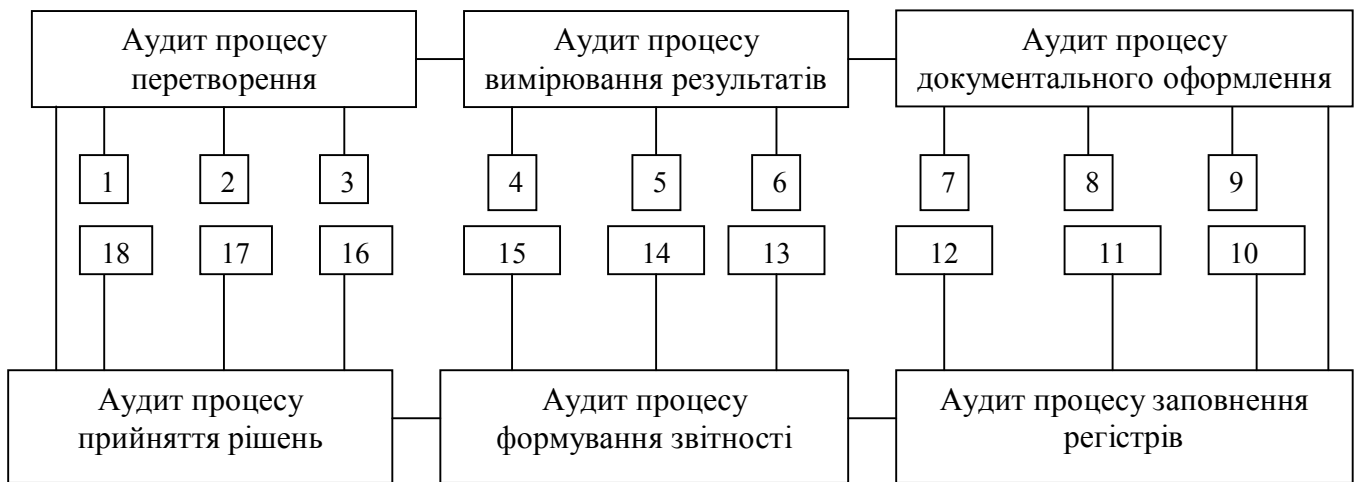 Аудит процесу
перетворення
Аудит процесу
вимірювання результатів
Аудит процесу
документального оформлення
1 2 3 4 5 6 7 8 9
18 17 16 15 14 13 12 11 10
Аудит процесу
прийняття рішень
Аудит процесу
формування звітності
Аудит процесу заповнення
регістрів